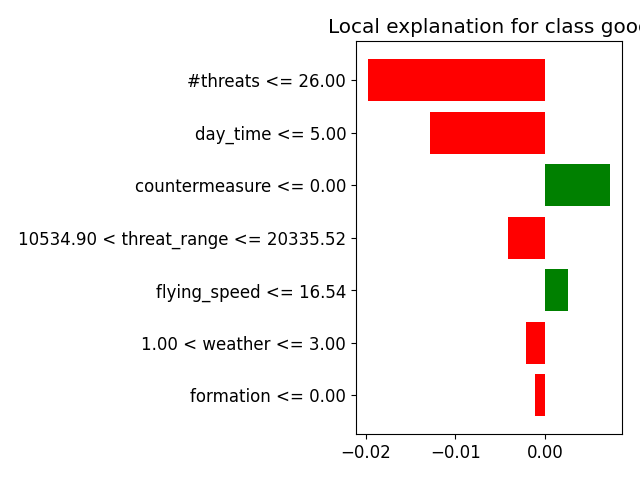 Local explanation for class good
#threats <= 26.00
day_time <= 5.00
countermeasure <= 0.00
10534.90 < threat_range <= 20335.52
flying_speed <= 16.54
1.00 < weather <= 3.00
formation <= 0.00
−0.02 −0.01 0.00